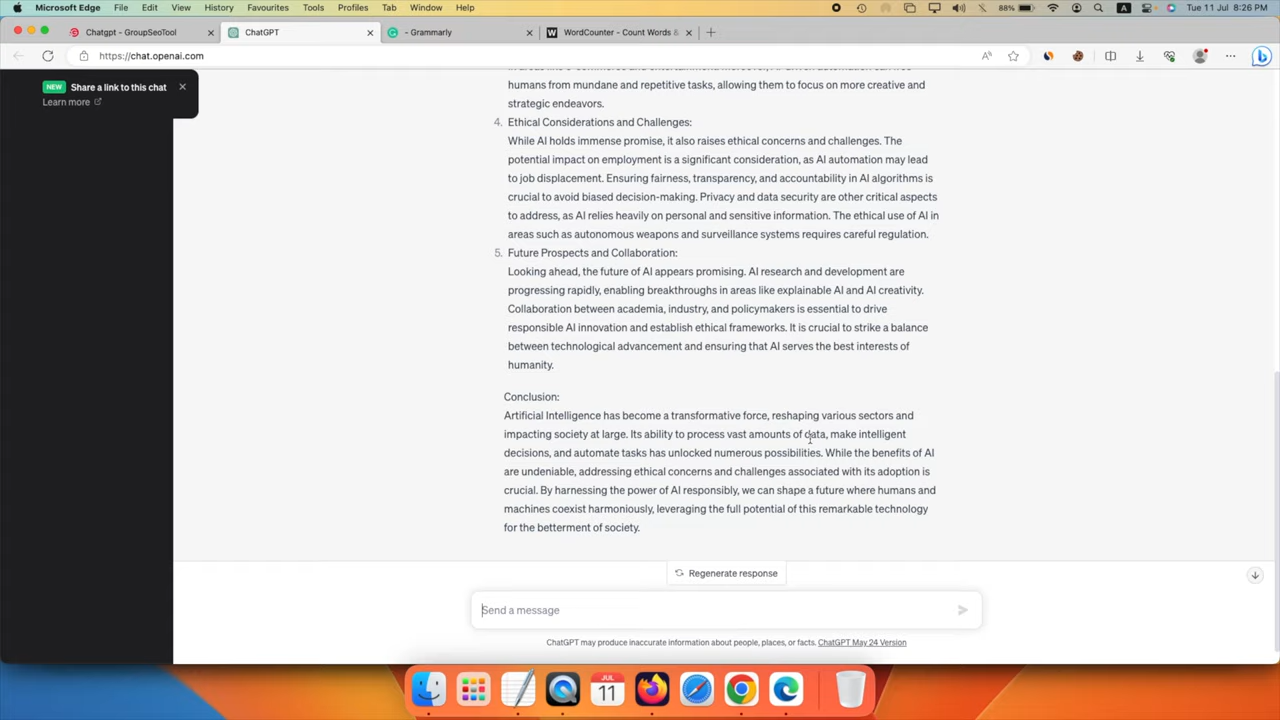 Microsoft Edge File Edit View History Favourites Tools Profiles Tab Window Help 88% A Tue 11 Jul 8:26 PM
Chatgpt - GroupSeoTool ChatGPT - Grammarly WordCounter - Count Words &
https://chat.openai.com
NEW Share a link to this chat
Learn more
humans from mundane and repetitive tasks, allowing them to focus on more creative and
strategic endeavors.
4. Ethical Considerations and Challenges:
While AI holds immense promise, it also raises ethical concerns and challenges. The
potential impact on employment is a significant consideration, as AI automation may lead
to job displacement. Ensuring fairness, transparency, and accountability in AI algorithms is
crucial to avoid biased decision-making. Privacy and data security are other critical aspects
to address, as AI relies heavily on personal and sensitive information. The ethical use of AI in
areas such as autonomous weapons and surveillance systems requires careful regulation.
5. Future Prospects and Collaboration:
Looking ahead, the future of AI appears promising. AI research and development are
progressing rapidly, enabling breakthroughs in areas like explainable AI and AI creativity.
Collaboration between academia, industry, and policymakers is essential to drive
responsible AI innovation and establish ethical frameworks. It is crucial to strike a balance
between technological advancement and ensuring that AI serves the best interests of
humanity.
Conclusion:
Artificial Intelligence has become a transformative force, reshaping various sectors and
impacting society at large. Its ability to process vast amounts of data, make intelligent
decisions, and automate tasks has unlocked numerous possibilities. While the benefits of AI
are undeniable, addressing ethical concerns and challenges associated with its adoption is
crucial. By harnessing the power of AI responsibly, we can shape a future where humans and
machines coexist harmoniously, leveraging the full potential of this remarkable technology
for the betterment of society.
Regenerate response
Send a message
ChatGPT may produce inaccurate information about people, places, or facts. ChatGPT May 24 Version
JUL
11